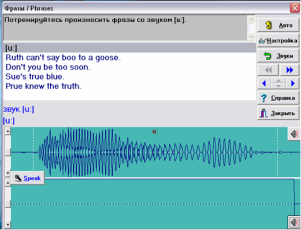 Фразы / Phrases
Потренируйтесь произносить фразы со звуком [u:].
Авто
Настройка
Звуки
Справка
Закрыть
[u:]
Ruth can't say boo to a goose.
Don't you be too soon.
Sue's true blue.
Prue knew the truth.
звук [u:]
[u:]
u:
Speak